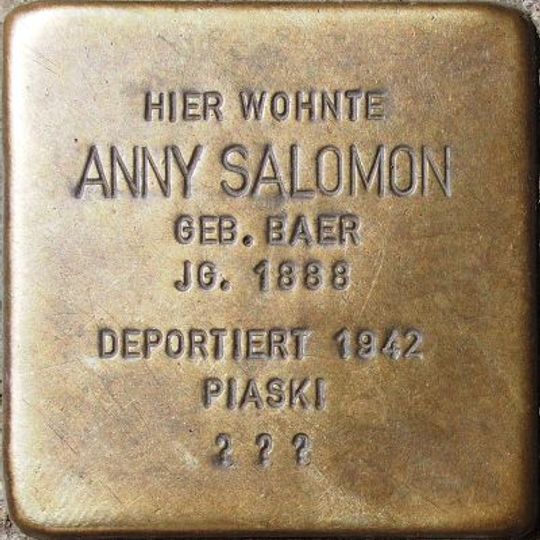 HIER WOHNTE
ANNY SALOMON
GEB. BAER
JG. 1888
DEPORTIERT 1942
PIASKI
? ? ?